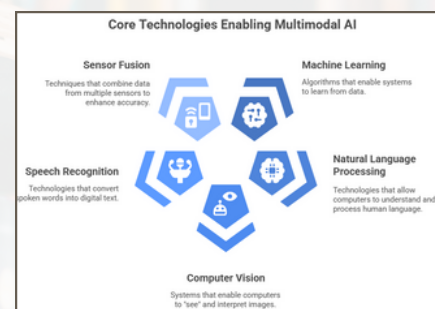 Core Technologies Enabling Multimodal AI
Sensor Fusion
Techniques that combine data
from multiple sensors to
enhance accuracy.
Machine Learning
Algorithms that enable systems
to learn from data.
Speech Recognition
Technologies that convert
spoken words into digital text.
Natural Language
Processing
Technologies that allow
computers to understand and
process human language.
Computer Vision
Systems that enable computers
to "see" and interpret images.